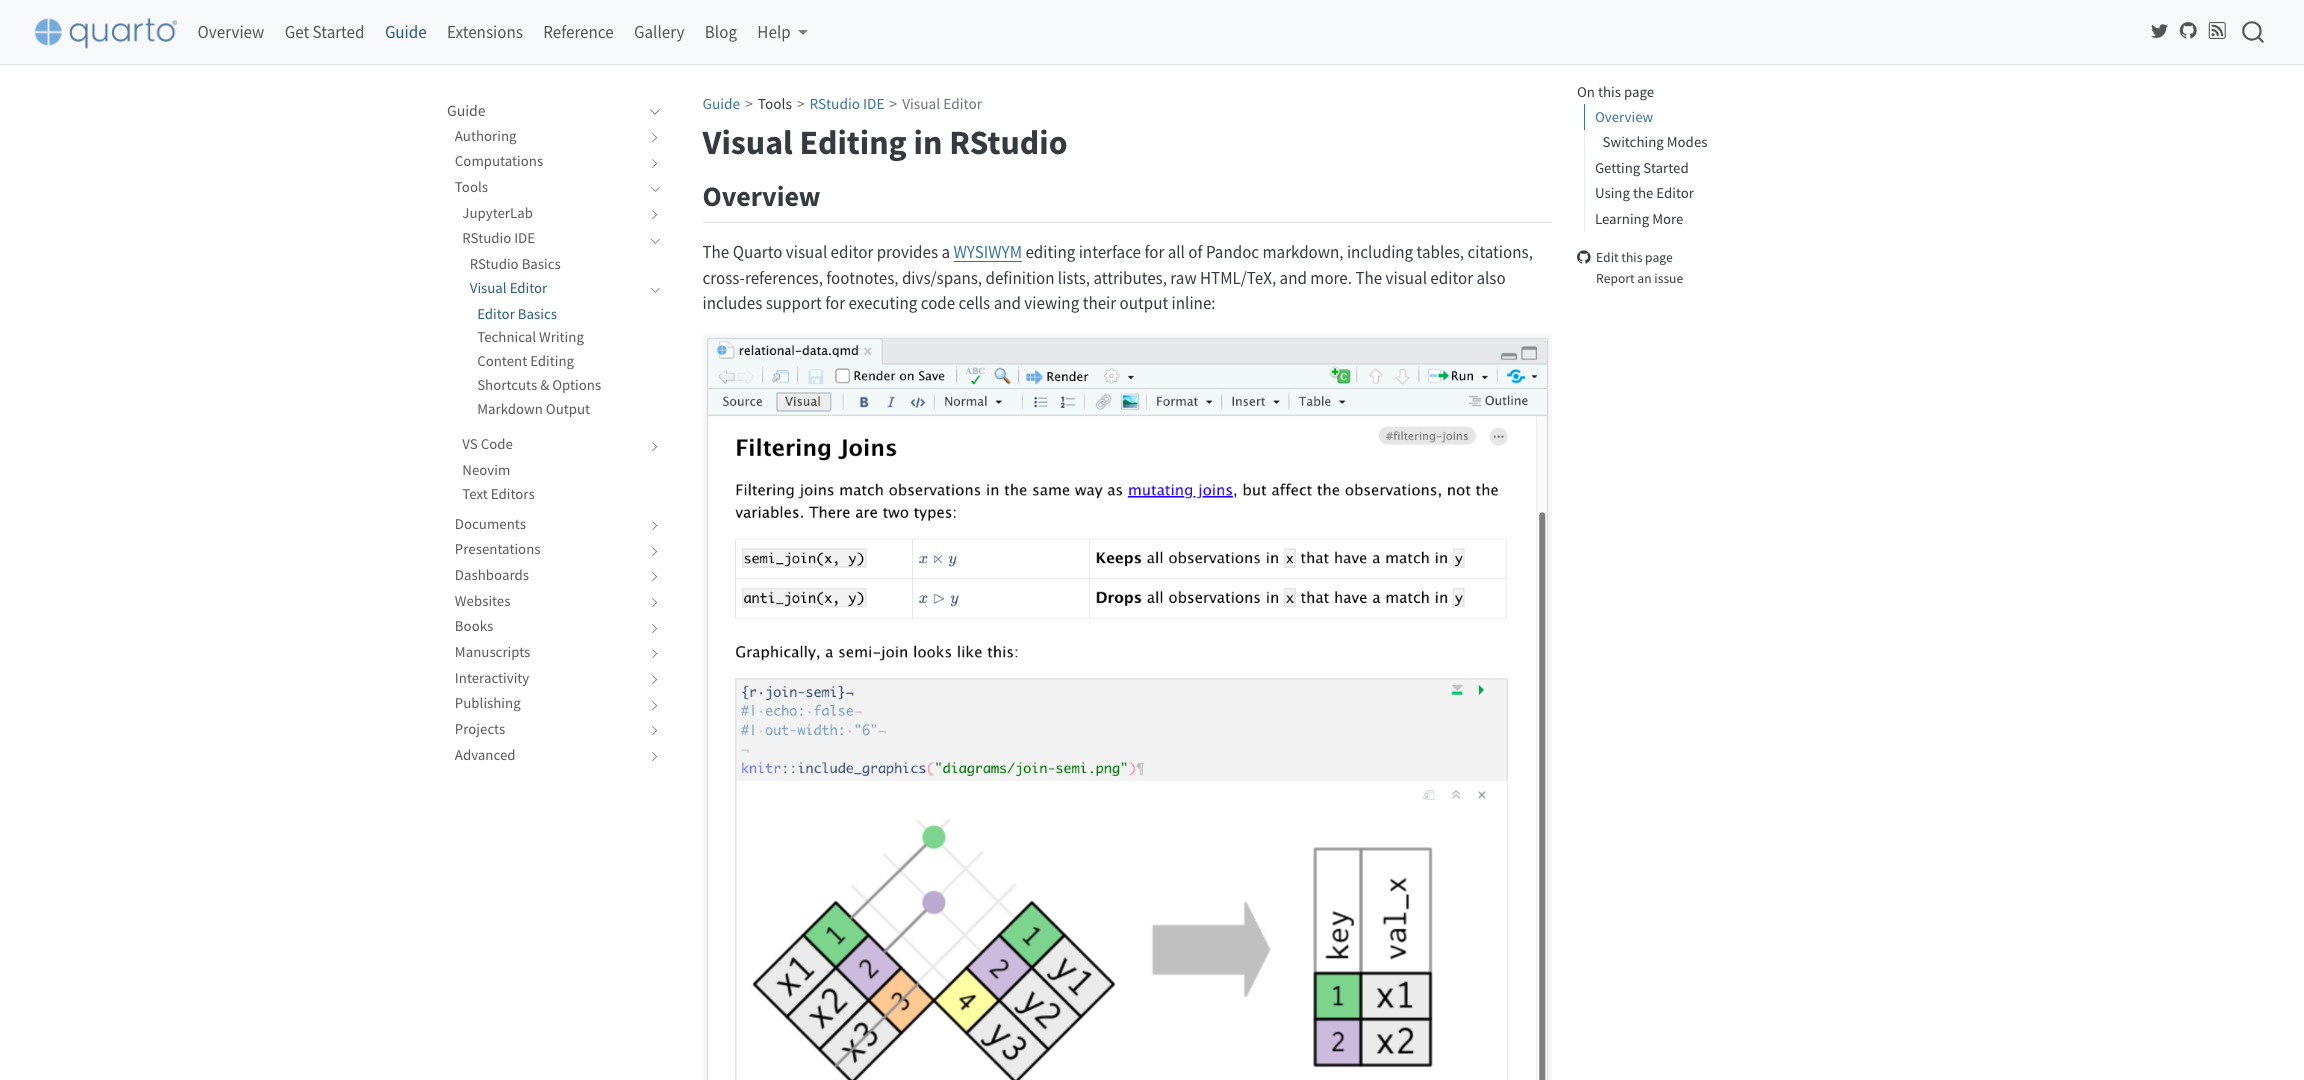 quarto
Overview Get Started Guide Extensions Reference Gallery Blog Help
Guide
Authoring
Computations
Tools
JupyterLab
RStudio IDE
RStudio Basics
Visual Editor
Editor Basics
Technical Writing
Content Editing
Shortcuts & Options
Markdown Output
VS Code
Neovim
Text Editors
Documents
Presentations
Dashboards
Websites
Books
Manuscripts
Interactivity
Publishing
Projects
Advanced
Guide > Tools > RStudio IDE > Visual Editor
Visual Editing in RStudio
Overview
The Quarto visual editor provides a WYSIWYM editing interface for all of Pandoc markdown, including tables, citations,
cross-references, footnotes, divs/spans, definition lists, attributes, raw HTML/TeX, and more. The visual editor also
includes support for executing code cells and viewing their output inline:
relational-data.qmd
Render on Save ABC Render Run
Source Visual B I </> Normal Format Insert Table Outline
Filtering Joins
#filtering-joins
Filtering joins match observations in the same way as mutating joins, but affect the observations, not the
variables. There are two types:
semi_join(x, y) x ⋉ y Keeps all observations in x that have a match in y
anti_join(x, y) x ▷ y Drops all observations in x that have a match in y
Graphically, a semi-join looks like this:
{r·join-semi}¬
#|·echo:·false¬
#|·out-width:·"6"¬
¬
knitr::include_graphics("diagrams/join-semi.png")¶
1 2 3
x1 x2 x3
1 2 4
y1 y2 y3
key val_x
1 x1
2 x2
On this page
Overview
Switching Modes
Getting Started
Using the Editor
Learning More
Edit this page
Report an issue